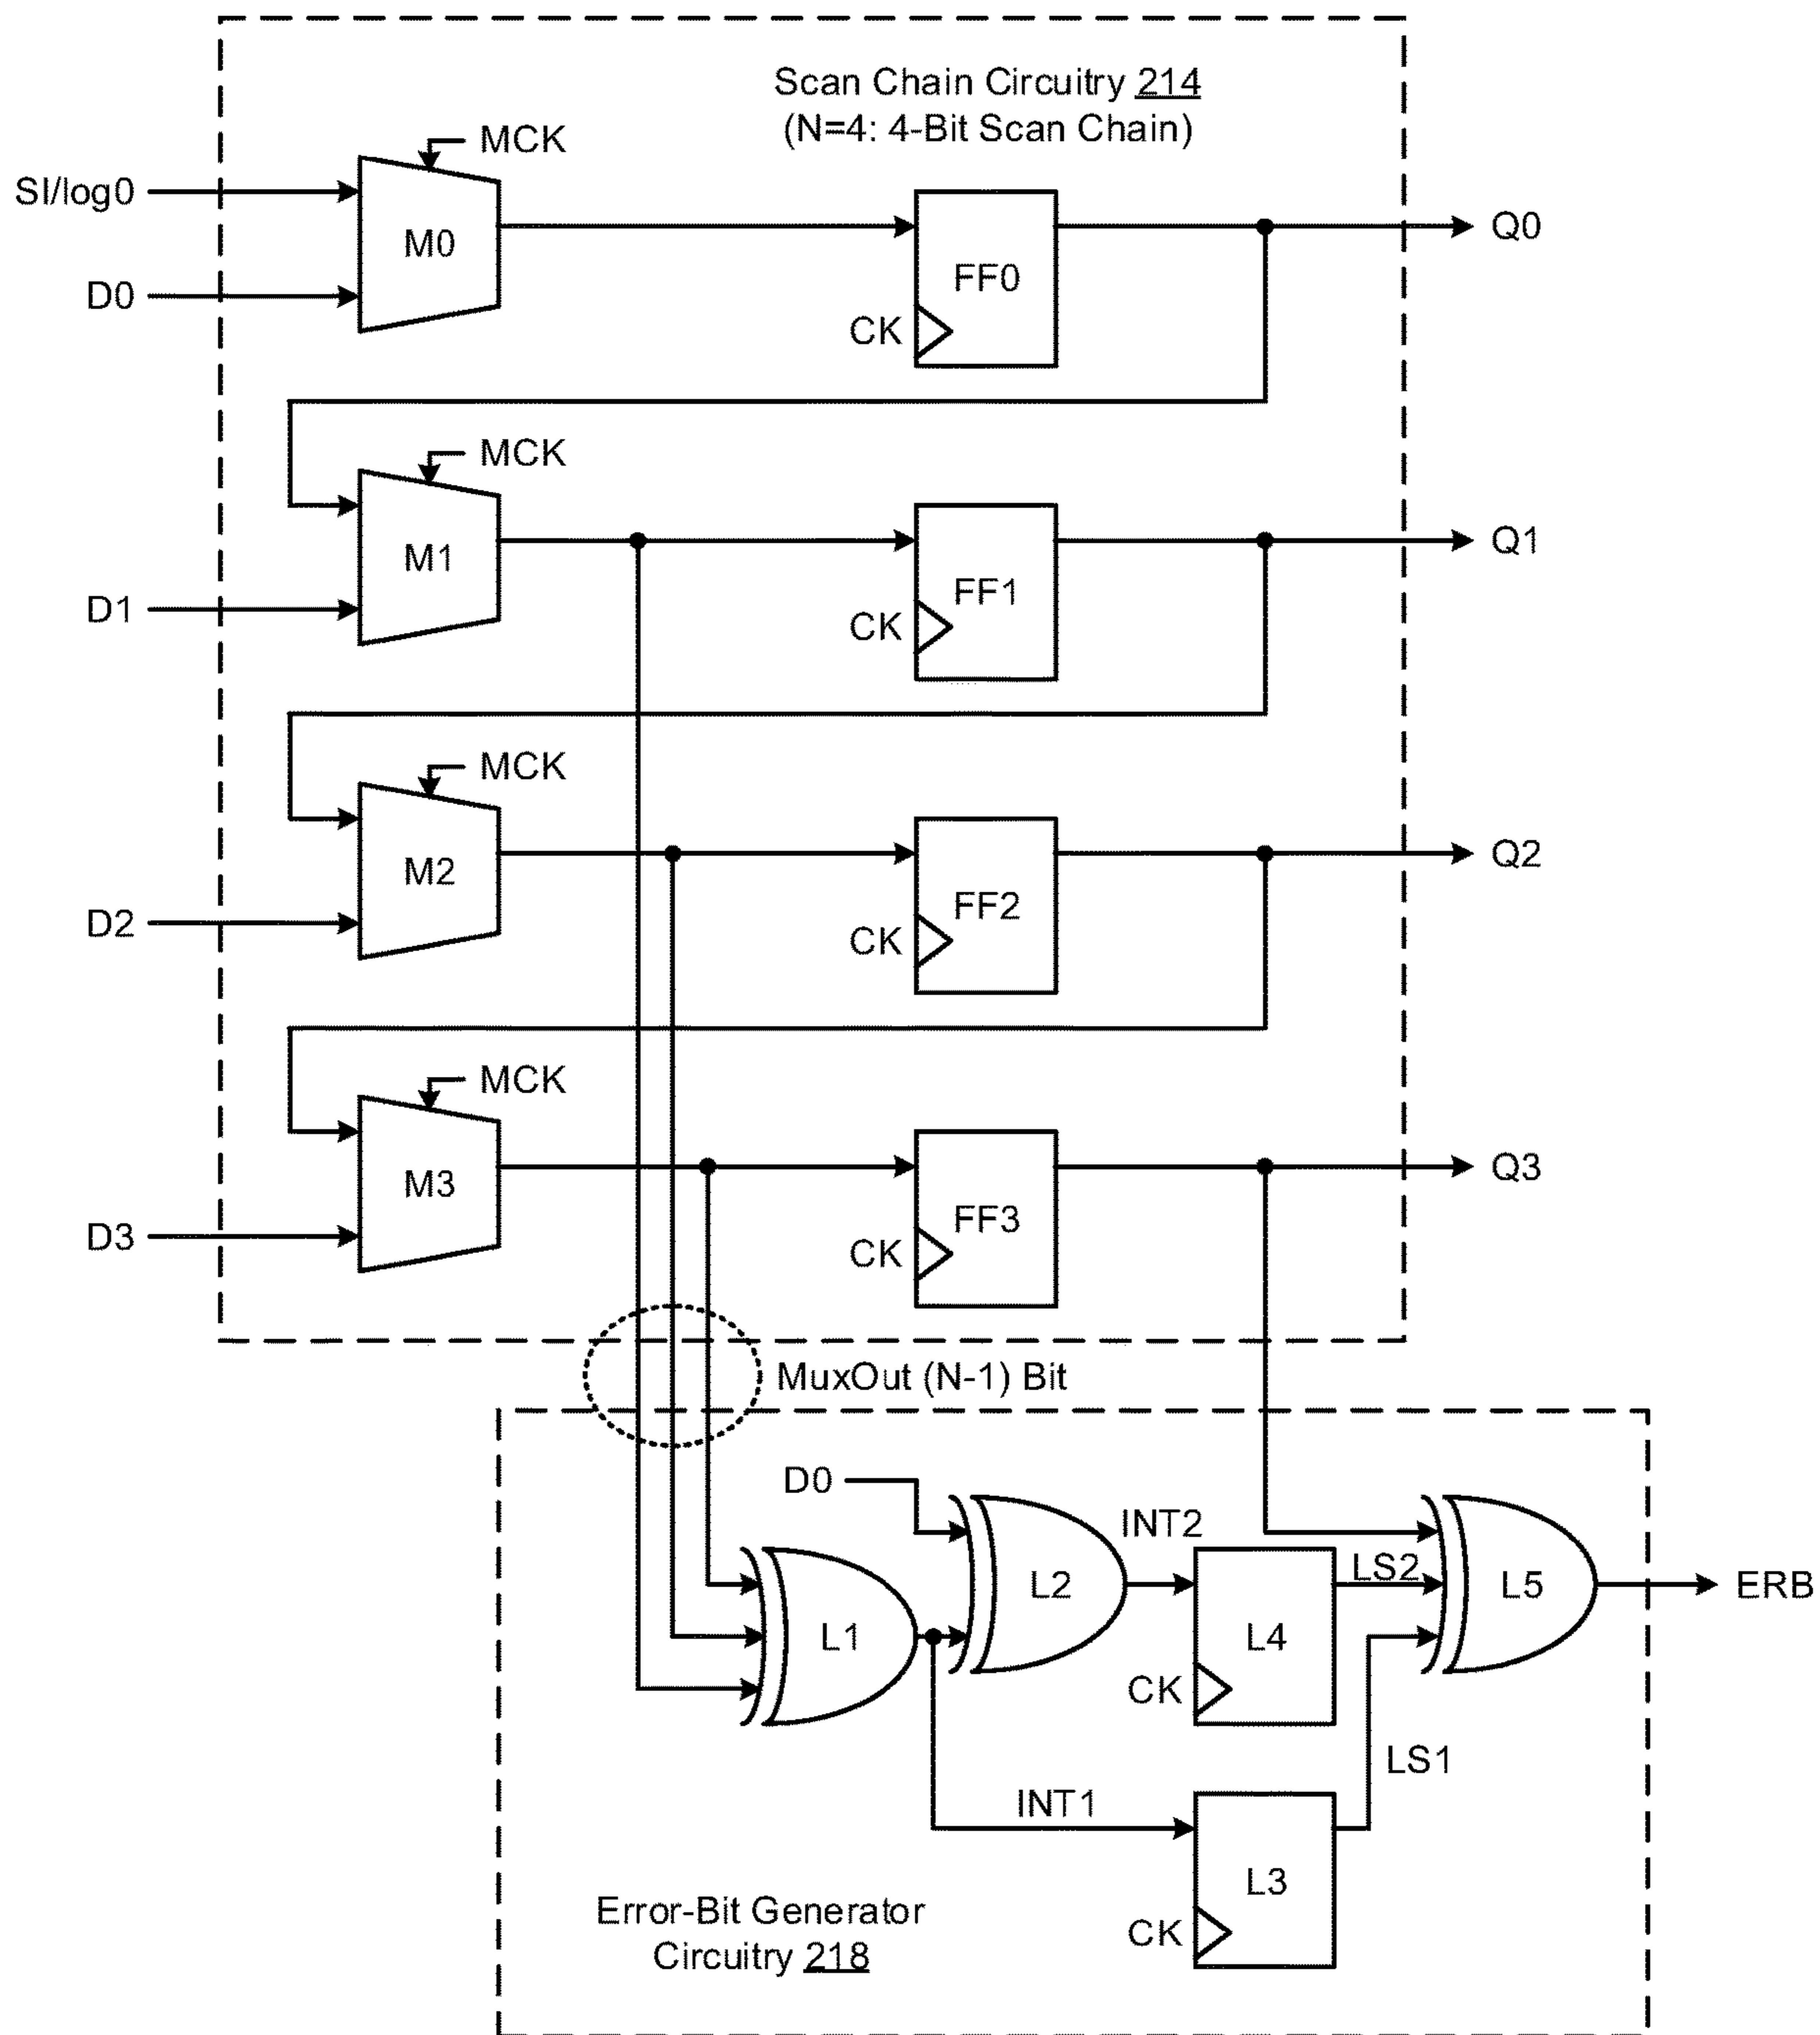 Scan Chain Circuitry 214
(N=4: 4-Bit Scan Chain)
MCK
SI/log0
M0
Q0
D0
FF0
CK
MCK
M1
Q1
D1
FF1
CK
MCK
M2
Q2
D2
FF2
CK
MCK
M3
Q3
D3
FF3
CK
MuxOut (N-1) Bit
D0
INT2
L2
LS2
L5
ERB
L1
L4
CK
LS1
INT1
L3
CK
Error-Bit Generator
Circuitry 218